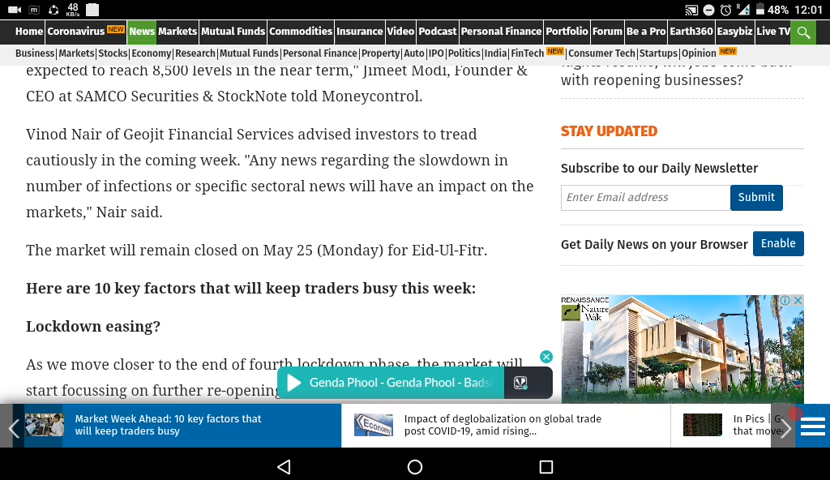 48 KB/s m 48% 12:01
Home Coronavirus NEW News Markets Mutual Funds Commodities Insurance Video Podcast Personal Finance Portfolio Forum Be a Pro Earth360 NEW Easybiz Live TV
Business Markets Stocks Economy Research Mutual Funds Personal Finance Property Auto IPO Politics India FinTech NEW Consumer Tech Startups Opinion NEW
expected to reach 8,500 levels in the near term," Jimeet Modi, Founder &
CEO at SAMCO Securities & StockNote told Moneycontrol.
Vinod Nair of Geojit Financial Services advised investors to tread
cautiously in the coming week. "Any news regarding the slowdown in
number of infections or specific sectoral news will have an impact on the
markets," Nair said.
The market will remain closed on May 25 (Monday) for Eid-Ul-Fitr.
Here are 10 key factors that will keep traders busy this week:
Lockdown easing?
As we move closer to the end of fourth lockdown phase, the market will
start focussing on further re-opening
with reopening businesses?
STAY UPDATED
Subscribe to our Daily Newsletter
Enter Email address Submit
Get Daily News on your Browser Enable
RENAISSANCE
Nature
Walk
Genda Phool - Genda Phool - Bads
Market Week Ahead: 10 key factors that
will keep traders busy
Economy
Impact of deglobalization on global trade
post COVID-19, amid rising...
In Pics | G
that move